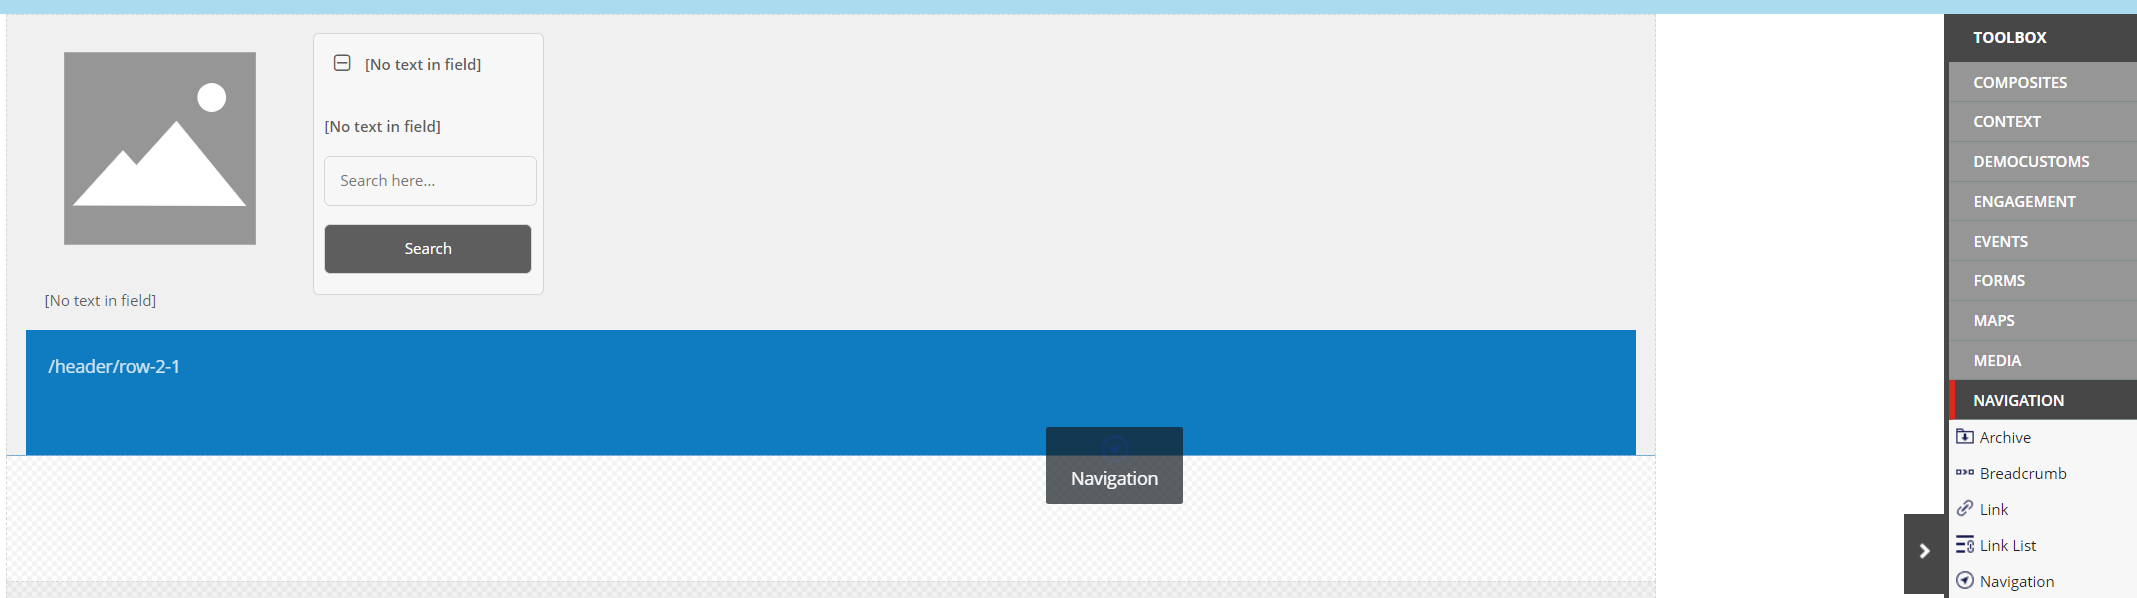 [No text in field]
[No text in field]
Search here...
Search
[No text in field]
/header/row-2-1
Navigation
TOOLBOX
COMPOSITES
CONTEXT
DEMOCUSTOMS
ENGAGEMENT
EVENTS
FORMS
MAPS
MEDIA
NAVIGATION
Archive
Breadcrumb
Link
Link List
Navigation